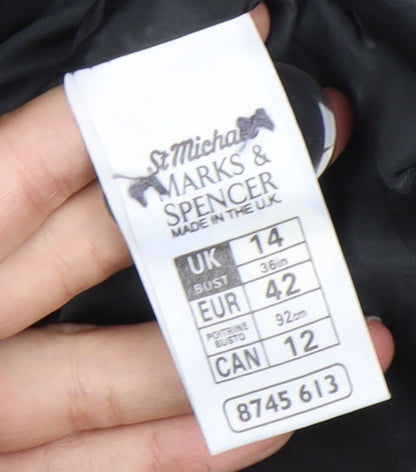 St Michael
MARKS &
SPENCER
MADE IN THE U.K.
UK 14
BUST 36in
EUR 42
POITRINE
BUSTO 92cm
CAN 12
8745 613